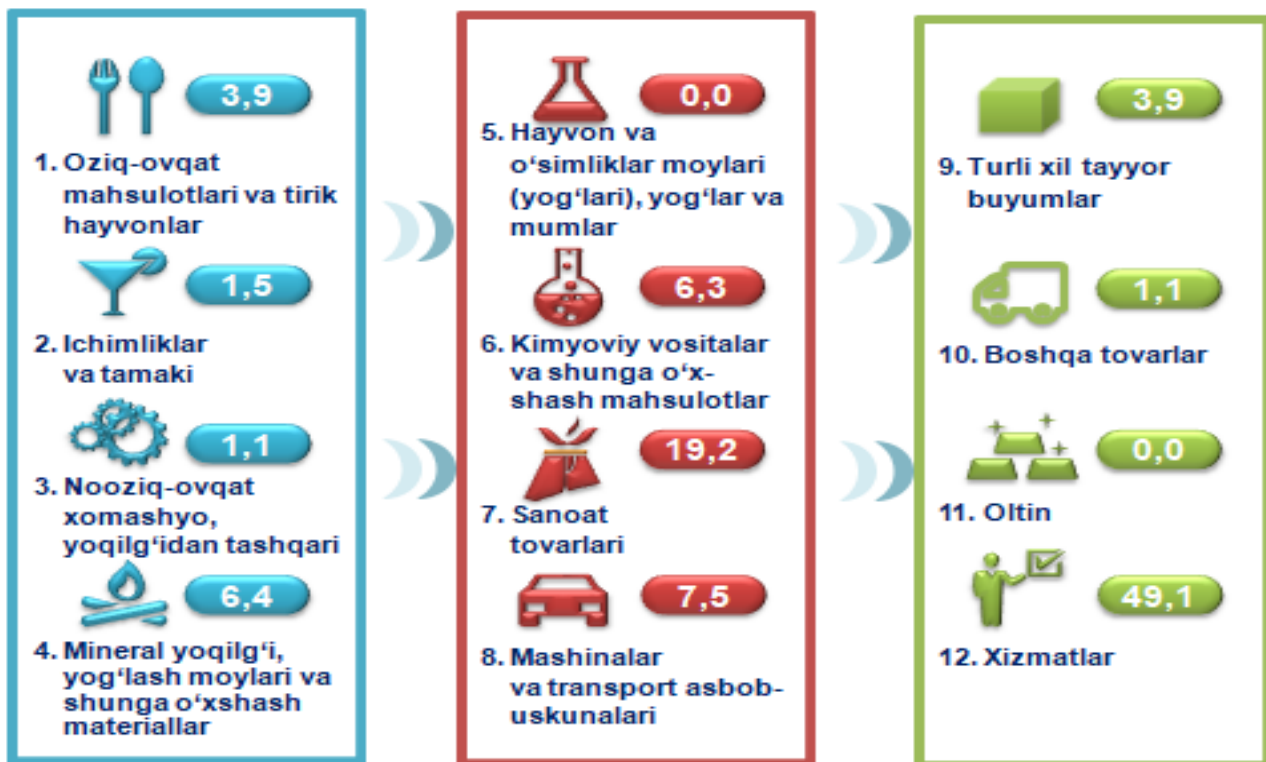 3,9
1. Oziq-ovqat
mahsulotlari va tirik
hayvonlar
1,5
2. Ichimliklar
va tamaki
1,1
3. Nooziq-ovqat
xomashyo,
yoqilg‘idan tashqari
6,4
4. Mineral yoqilg‘i,
yog‘lash moylari va
shunga o‘xshash
materiallar
0,0
5. Hayvon va
o‘simliklar moylari
(yog‘lari), yog‘lar va
mumlar
6,3
6. Kimyoviy vositalar
va shunga o‘x-
shash mahsulotlar
19,2
7. Sanoat
tovarlari
7,5
8. Mashinalar
va transport asbob-
uskunalari
3,9
9. Turli xil tayyor
buyumlar
1,1
10. Boshqa tovarlar
0,0
11. Oltin
49,1
12. Xizmatlar